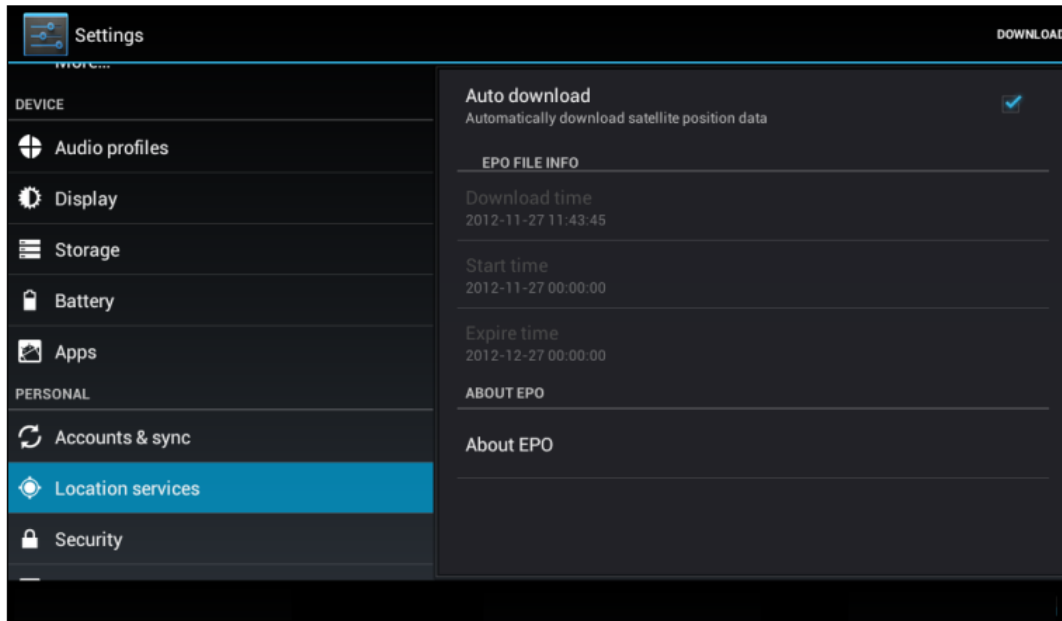 Settings
DOWNLOAD
More...
DEVICE
Audio profiles
Display
Storage
Battery
Apps
PERSONAL
Accounts & sync
Location services
Security
Auto download
Automatically download satellite position data
EPO FILE INFO
Download time
2012-11-27 11:43:45
Start time
2012-11-27 00:00:00
Expire time
2012-12-27 00:00:00
ABOUT EPO
About EPO